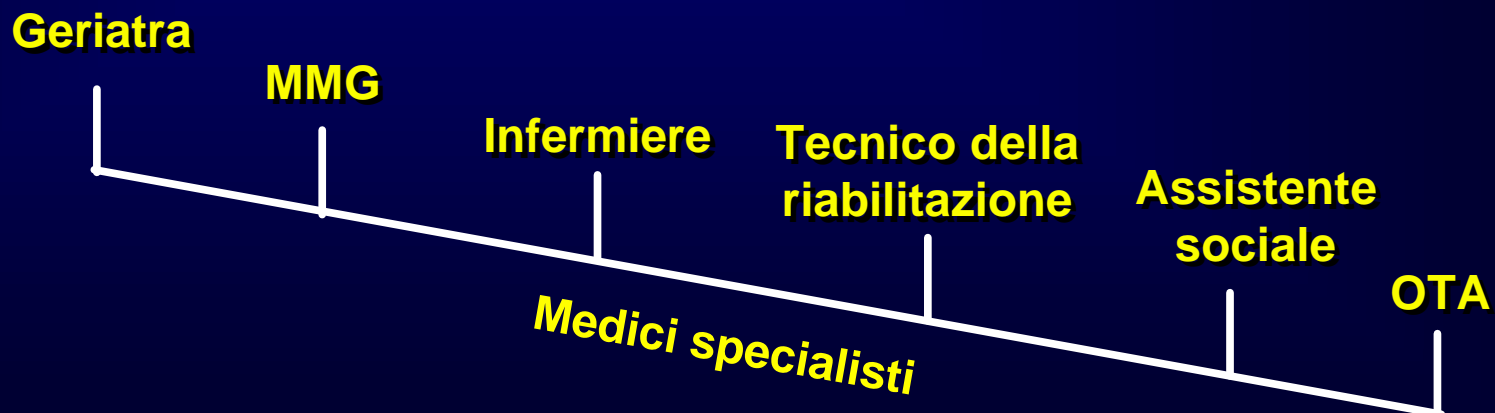 Geriatra
MMG
Infermiere
Tecnico della
riabilitazione
Assistente
sociale
OTA
Medici specialisti